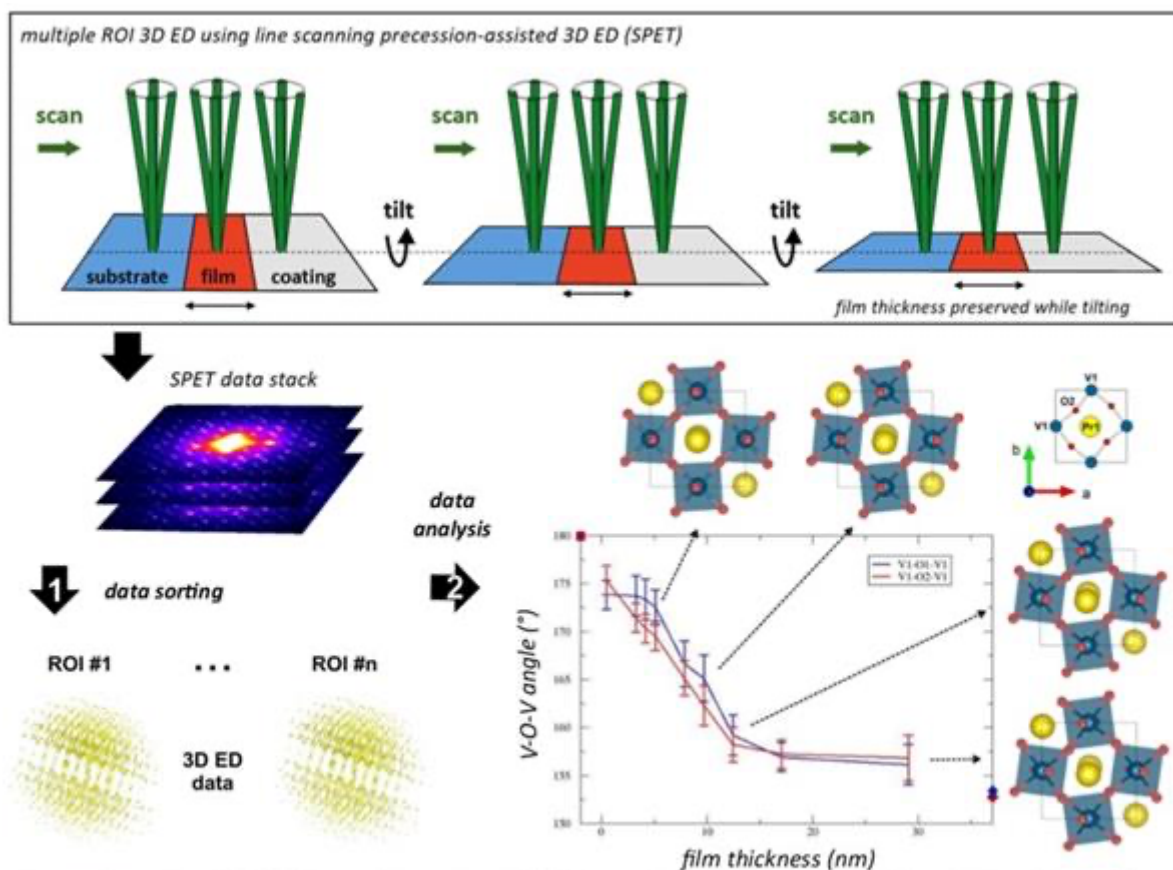 multiple ROI 3D ED using line scanning precession-assisted 3D ED (SPET)
scan
scan
scan
tilt
tilt
substrate
film
coating
film thickness preserved while tilting
SPET data stack
V1
O2
V1
Pr1
b
a
data
analysis
1
data sorting
2
ROI #1
...
ROI #n
3D ED
data
180
175
170
165
160
155
150
V1-O1-V1
V1-O2-V1
V-O-V angle (°)
0
10
20
30
film thickness (nm)